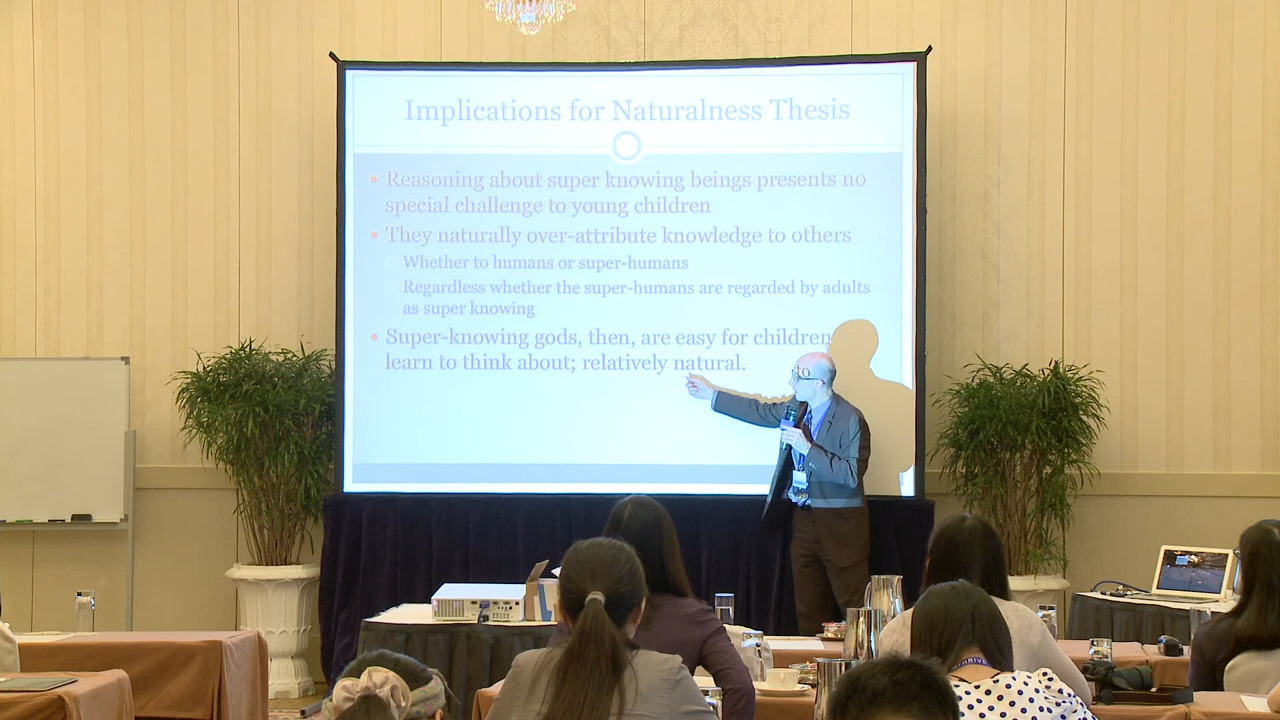 Implications for Naturalness Thesis
Reasoning about super knowing beings presents no
special challenge to young children
They naturally over-attribute knowledge to others
Whether to humans or super-humans
Regardless whether the super-humans are regarded by adults
as super knowing
Super-knowing gods, then, are easy for children to
learn to think about; relatively natural.
THRIVE